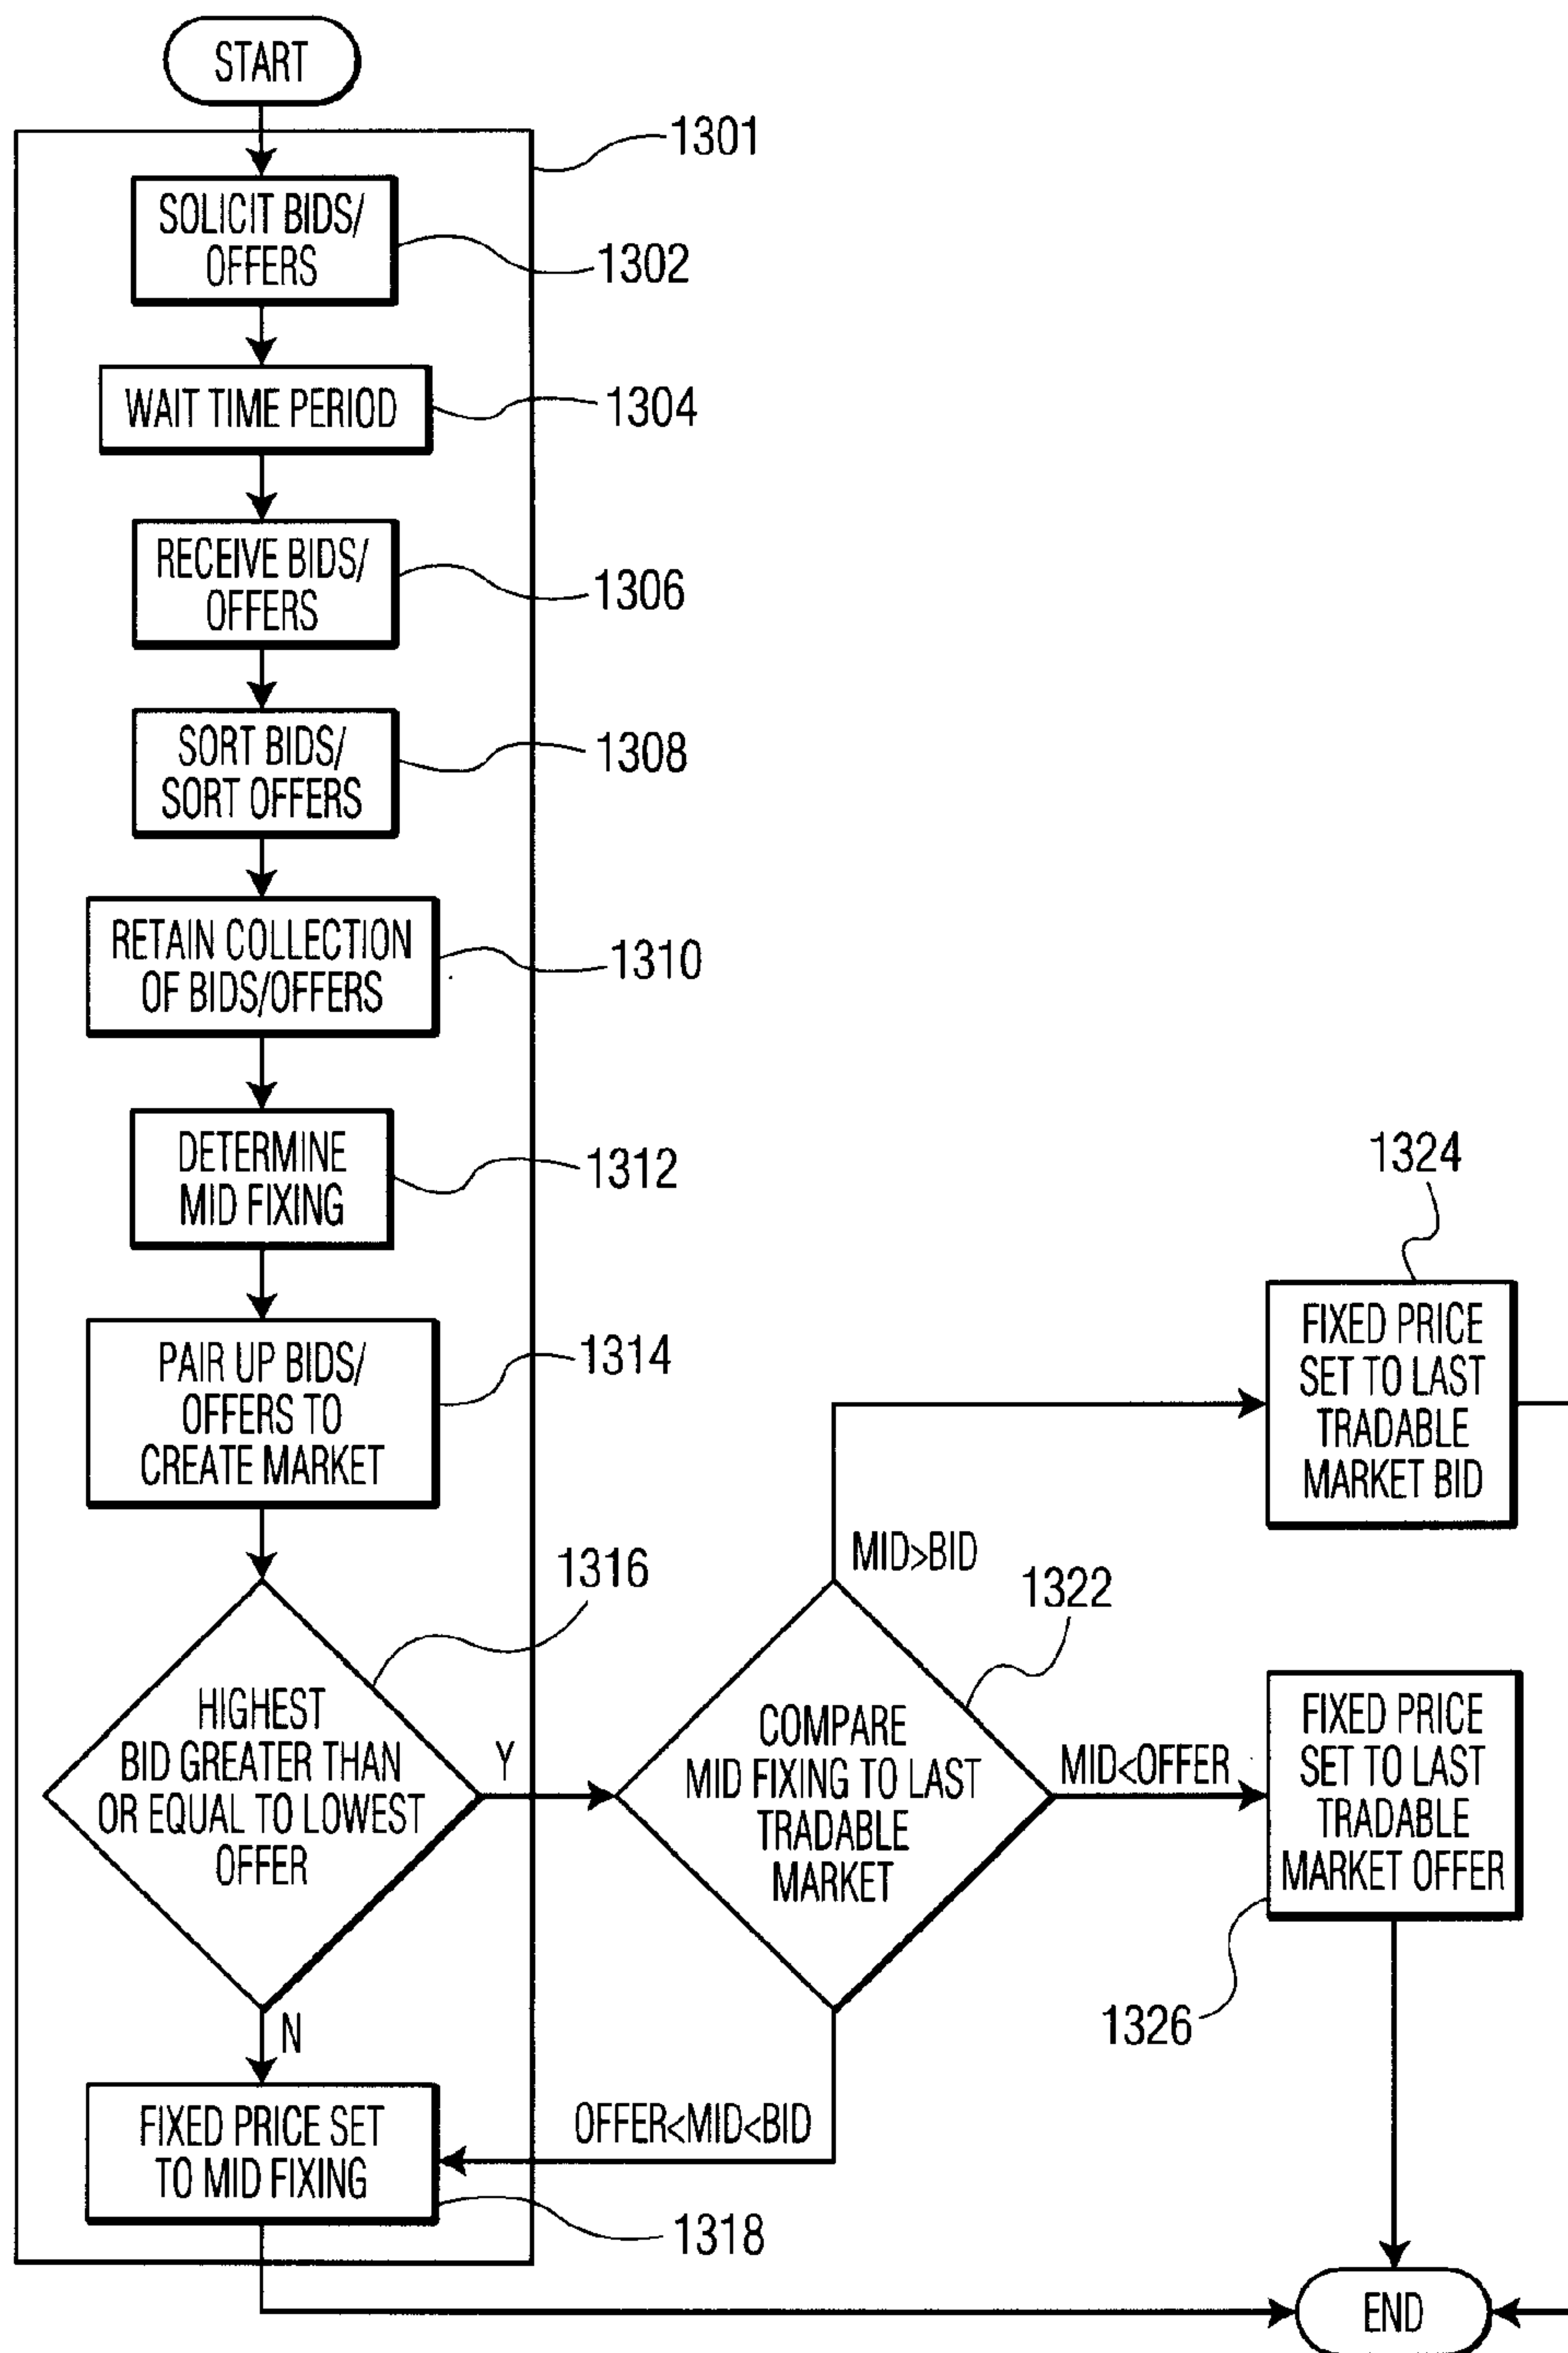 START
1301
SOLICIT BIDS/
OFFERS
1302
WAIT TIME PERIOD
1304
RECEIVE BIDS/
OFFERS
1306
SORT BIDS/
SORT OFFERS
1308
RETAIN COLLECTION
OF BIDS/OFFERS
1310
DETERMINE
MID FIXING
1312
PAIR UP BIDS/
OFFERS TO
CREATE MARKET
1314
HIGHEST
BID GREATER THAN
OR EQUAL TO LOWEST
OFFER
1316
Y
N
COMPARE
MID FIXING TO LAST
TRADABLE
MARKET
1322
MID>BID
1324
FIXED PRICE
SET TO LAST
TRADABLE
MARKET BID
MID<OFFER
FIXED PRICE
SET TO LAST
TRADABLE
MARKET OFFER
1326
OFFER<MID<BID
FIXED PRICE SET
TO MID FIXING
1318
END